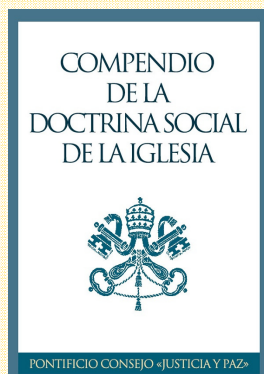 COMPENDIO
DE LA
DOCTRINA SOCIAL
DE LA IGLESIA
PONTIFICIO CONSEJO «JUSTICIA Y PAZ»